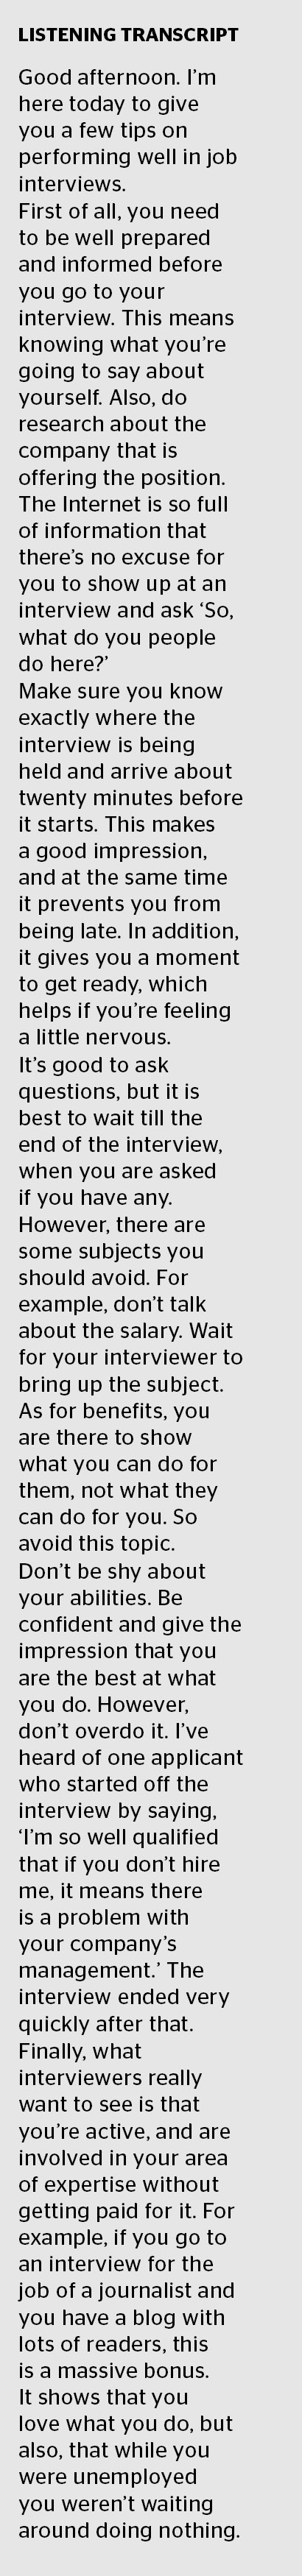 LISTENING TRANSCRIPT
Good afternoon. I’m
here today to give
you a few tips on
performing well in job
interviews.
First of all, you need
to be well prepared
and informed before
you go to your
interview. This means
knowing what you’re
going to say about
yourself. Also, do
research about the
company that is
offering the position.
The Internet is so full
of information that
there’s no excuse for
you to show up at an
interview and ask ‘So,
what do you people
do here?’
Make sure you know
exactly where the
interview is being
held and arrive about
twenty minutes before
it starts. This makes
a good impression,
and at the same time
it prevents you from
being late. In addition,
it gives you a moment
to get ready, which
helps if you’re feeling
a little nervous.
It’s good to ask
questions, but it is
best to wait till the
end of the interview,
when you are asked
if you have any.
However, there are
some subjects you
should avoid. For
example, don’t talk
about the salary. Wait
for your interviewer to
bring up the subject.
As for benefits, you
are there to show
what you can do for
them, not what they
can do for you. So
avoid this topic.
Don’t be shy about
your abilities. Be
confident and give the
impression that you
are the best at what
you do. However,
don’t overdo it. I’ve
heard of one applicant
who started off the
interview by saying,
‘I’m so well qualified
that if you don’t hire
me, it means there
is a problem with
your company’s
management.’ The
interview ended very
quickly after that.
Finally, what
interviewers really
want to see is that
you’re active, and are
involved in your area
of expertise without
getting paid for it. For
example, if you go to
an interview for the
job of a journalist and
you have a blog with
lots of readers, this
is a massive bonus.
It shows that you
love what you do, but
also, that while you
were unemployed
you weren’t waiting
around doing nothing.